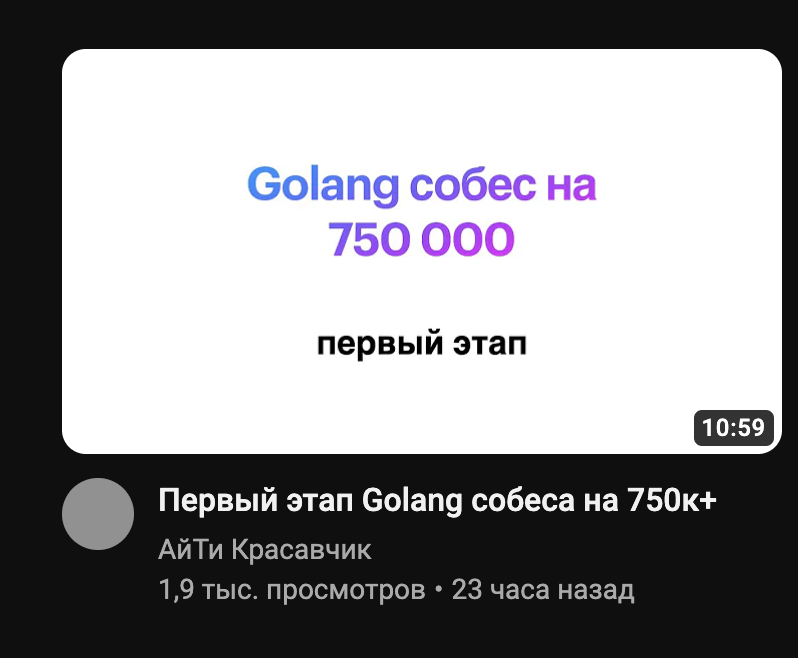 Golang собес на
750 000
первый этап
10:59
Первый этап Golang собеса на 750к+
АйТи Красавчик
1,9 тыс. просмотров • 23 часа назад